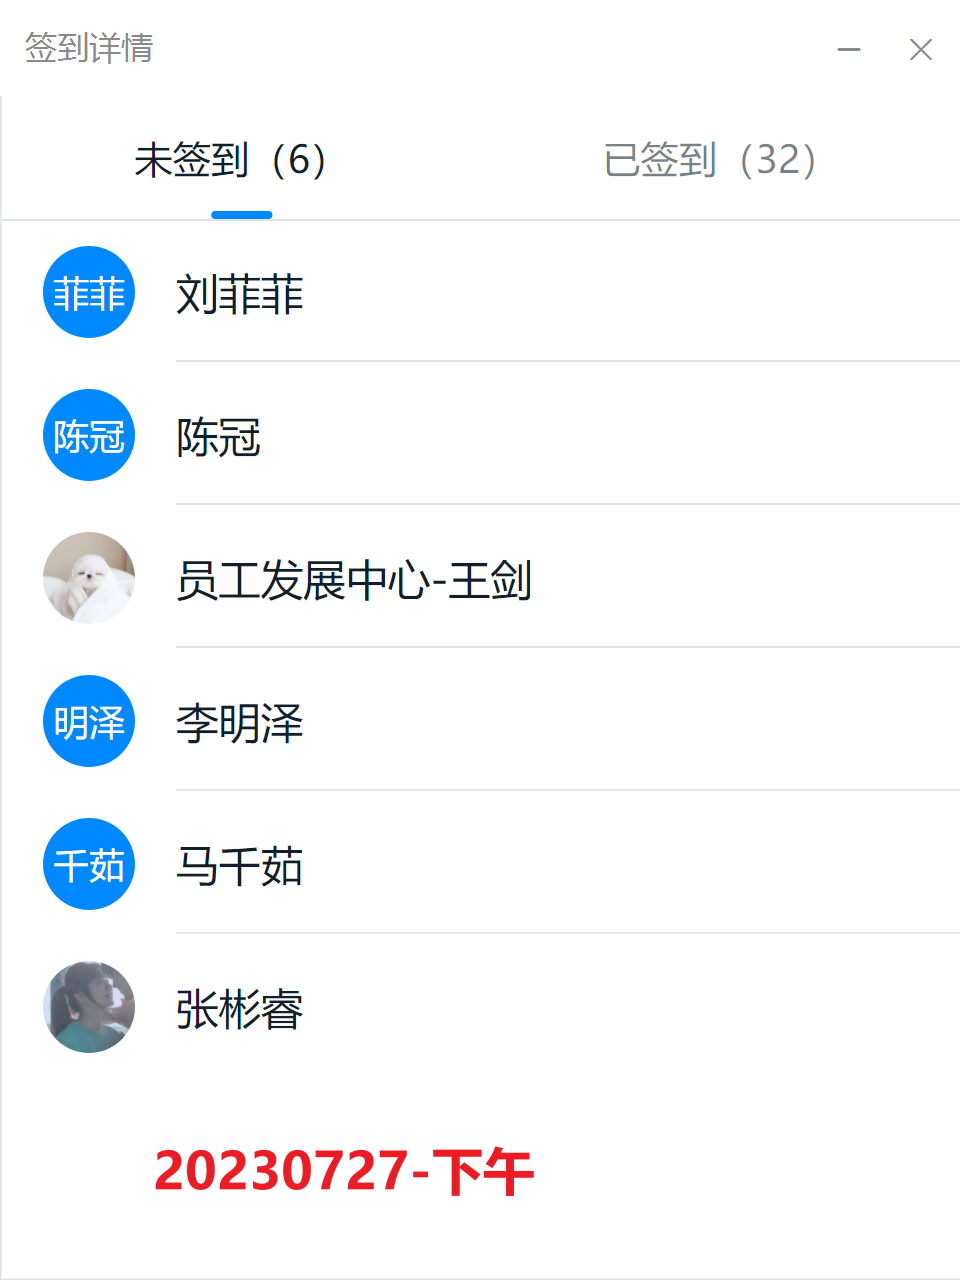 签到详情
未签到（6）
已签到（32）
菲菲
刘菲菲
陈冠
陈冠
员工发展中心-王剑
明泽
李明泽
千茹
马千茹
张彬睿
20230727-下午